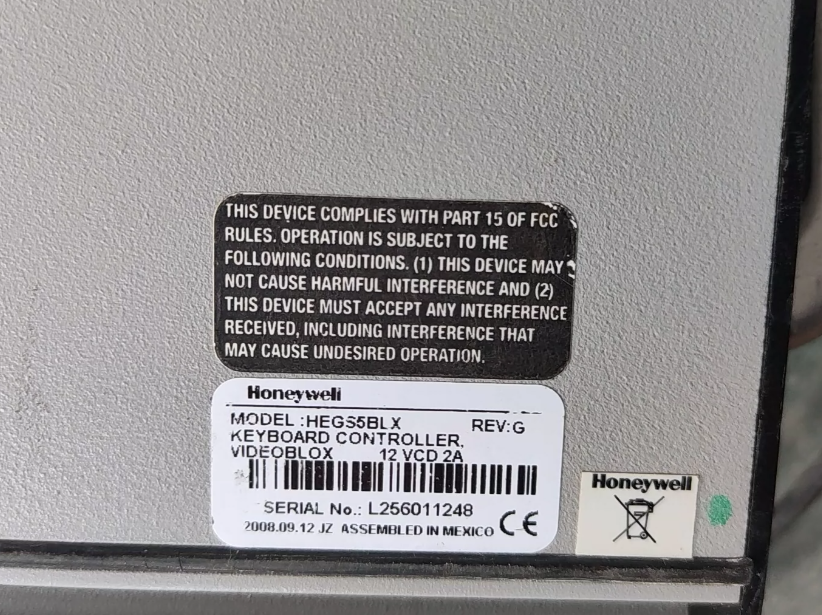 THIS DEVICE COMPLIES WITH PART 15 OF FCC
RULES. OPERATION IS SUBJECT TO THE
FOLLOWING CONDITIONS. (1) THIS DEVICE MAY
NOT CAUSE HARMFUL INTERFERENCE AND (2)
THIS DEVICE MUST ACCEPT ANY INTERFERENCE
RECEIVED, INCLUDING INTERFERENCE THAT
MAY CAUSE UNDESIRED OPERATION.
Honeywell
MODEL :HEGS5BLX REV:G
KEYBOARD CONTROLLER,
VIDEOBLOX 12 VCD 2A
SERIAL No.: L256011248
2008.09.12 JZ ASSEMBLED IN MEXICO CE
Honeywell